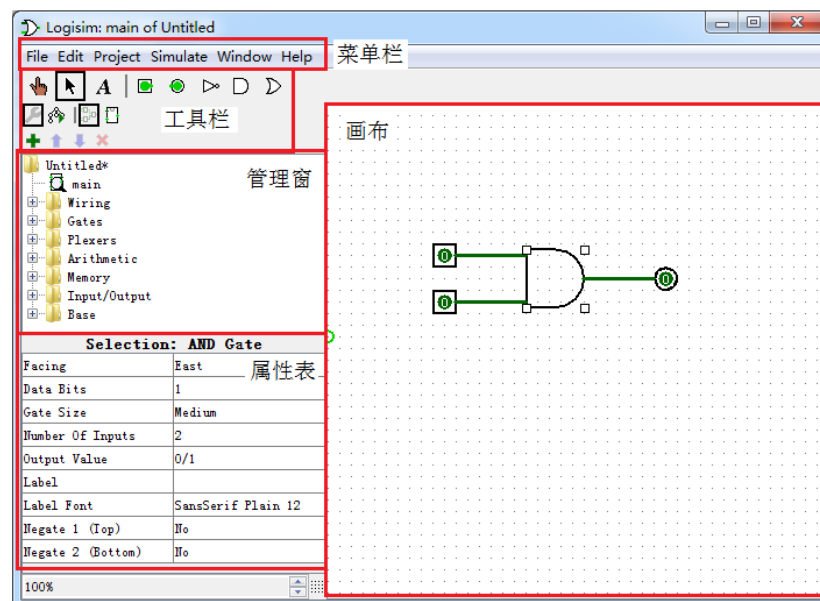 Logisim: main of Untitled
File Edit Project Simulate Window Help
菜单栏
A
工具栏
画布
Untitled*
管理窗
main
Wiring
Gates
Plexers
Arithmetic
Memory
Input/Output
Base
0
0
0
Selection: AND Gate
Facing East
属性表
Data Bits 1
Gate Size Medium
Number Of Inputs 2
Output Value 0/1
Label
Label Font SansSerif Plain 12
Negate 1 (Top) No
Negate 2 (Bottom) No
100%